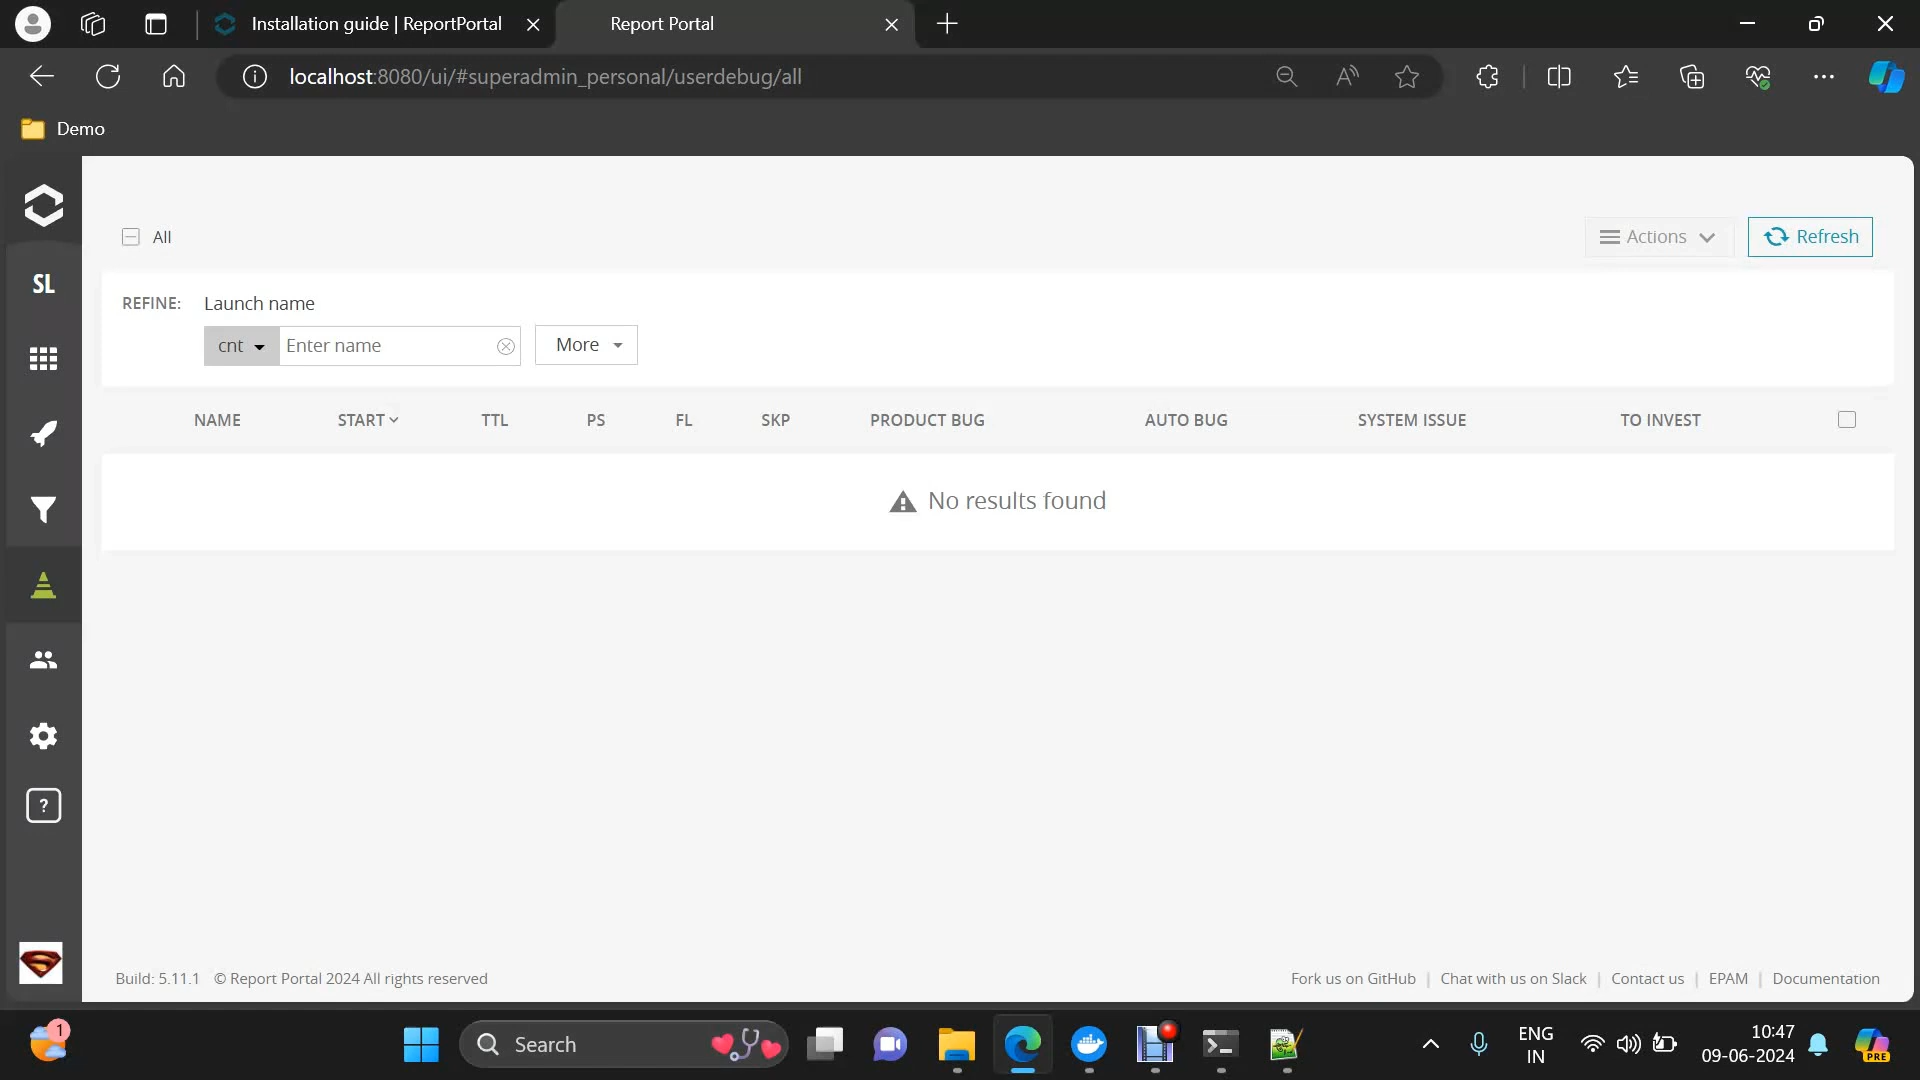 Installation guide | ReportPortal
Report Portal
localhost:8080/ui/#superadmin_personal/userdebug/all
Demo
SL
All
Actions
Refresh
REFINE: Launch name
cnt Enter name More
NAME START TTL PS FL SKP PRODUCT BUG AUTO BUG SYSTEM ISSUE TO INVEST
No results found
?
Build: 5.11.1 © Report Portal 2024 All rights reserved
Fork us on GitHub | Chat with us on Slack | Contact us | EPAM | Documentation
1
Search
ENG
IN
10:47
09-06-2024
PRE